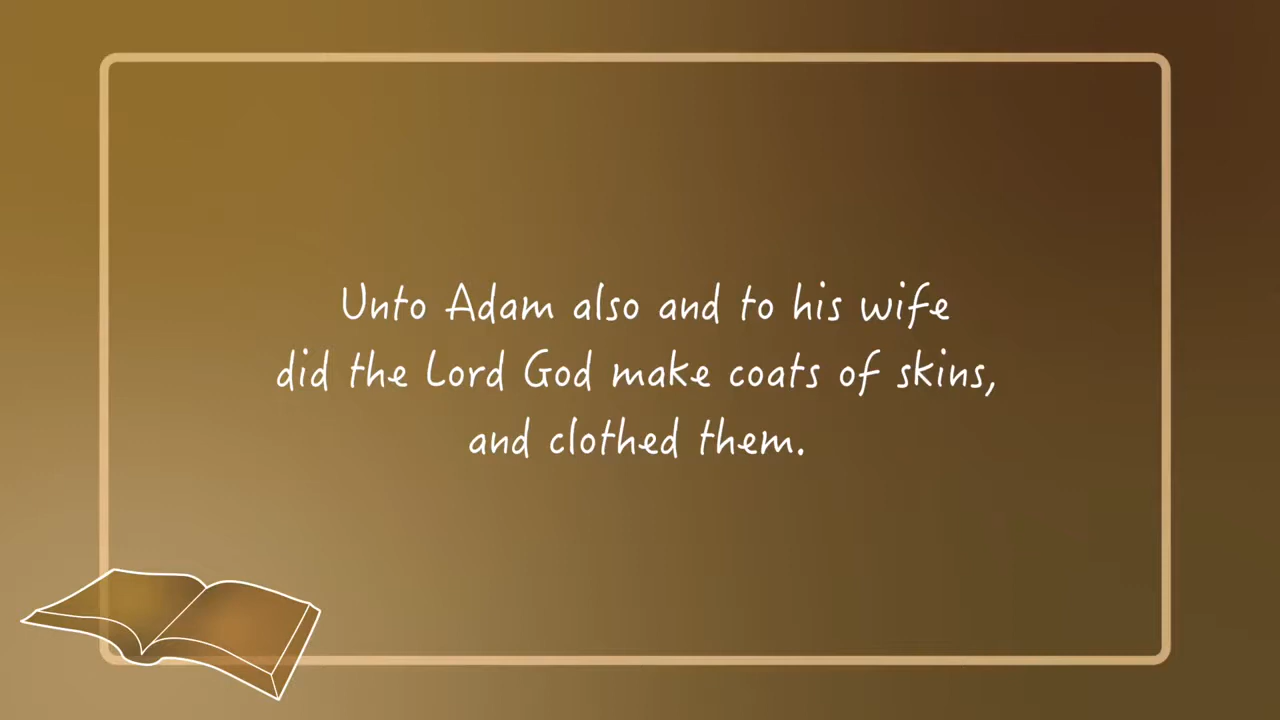 Unto Adam also and to his wife
did the Lord God make coats of skins,
and clothed them.